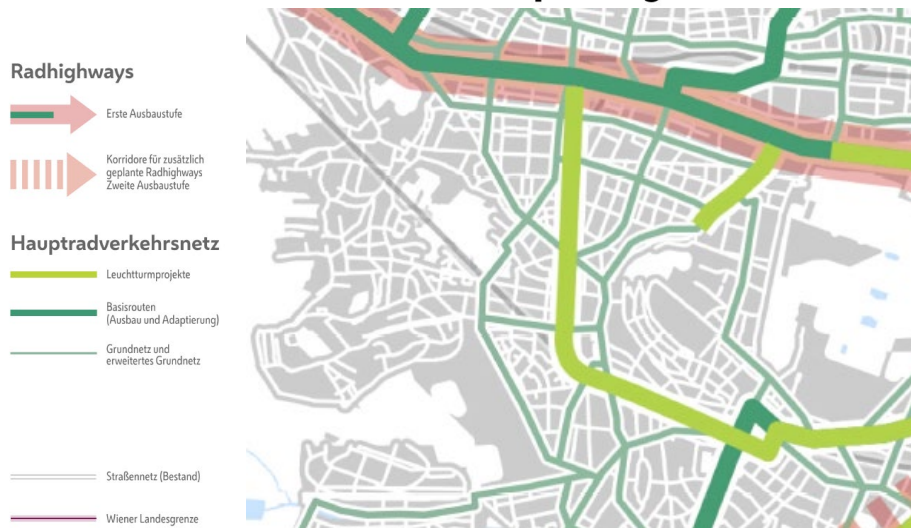 Radhighways
Erste Ausbaustufe
Korridore für zusätzlich
geplante Radhighways
Zweite Ausbaustufe
Hauptradverkehrsnetz
Leuchtturmprojekte
Basisrouten
(Ausbau und Adaptierung)
Grundnetz und
erweitertes Grundnetz
Straßennetz (Bestand)
Wiener Landesgrenze